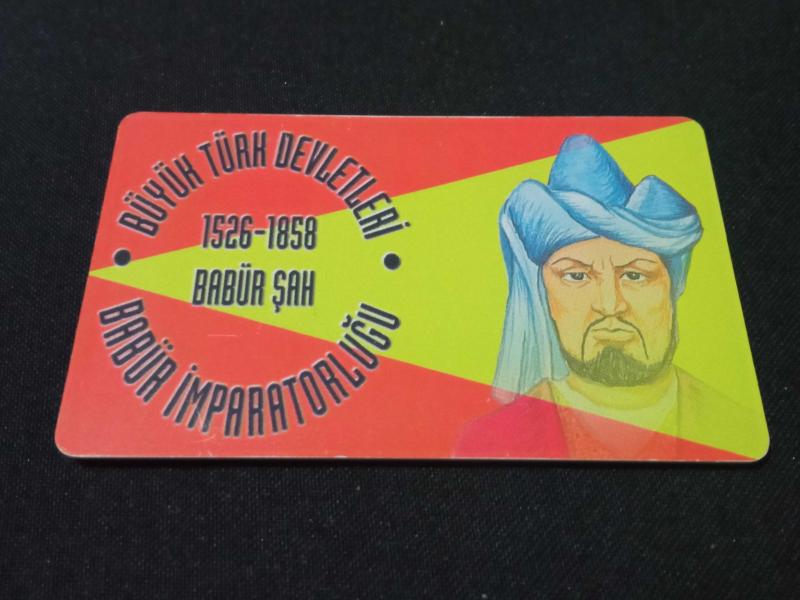 BÜYÜK TÜRK DEVLETLERİ
1526-1858
BABÜR ŞAH
BABÜR İMPARATORLUĞU